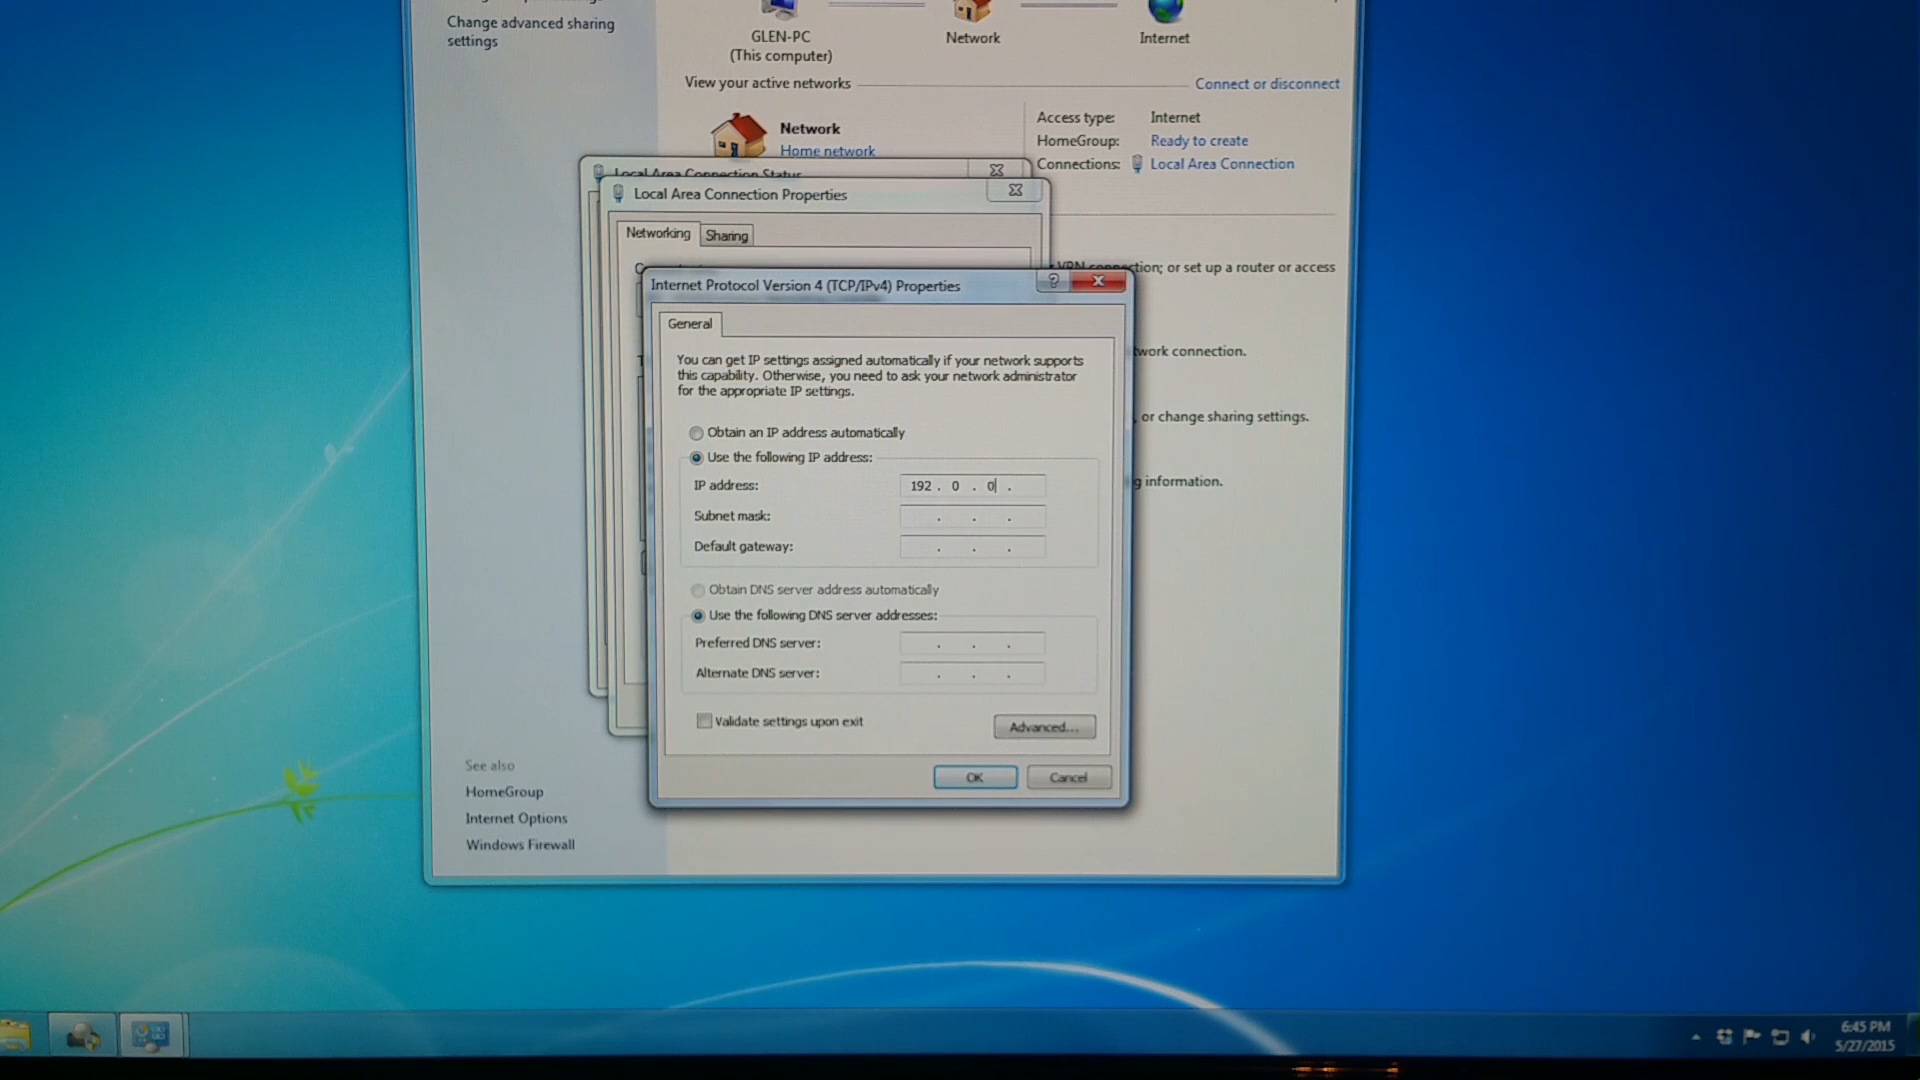 Change advanced sharing
settings
GLEN-PC
(This computer)
Network
Internet
View your active networks
Connect or disconnect
Network
Home network
Access type:
Internet
HomeGroup:
Ready to create
Connections:
Local Area Connection
Local Area Connection Status
Local Area Connection Properties
Networking
Sharing
VPN connection; or set up a router or access
Internet Protocol Version 4 (TCP/IPv4) Properties
General
You can get IP settings assigned automatically if your network supports
this capability. Otherwise, you need to ask your network administrator
for the appropriate IP settings.
work connection.
, or change sharing settings.
Obtain an IP address automatically
Use the following IP address:
IP address:
192 . 0 . 0 .
g information.
Subnet mask:
. . .
Default gateway:
. . .
Obtain DNS server address automatically
Use the following DNS server addresses:
Preferred DNS server:
. . .
Alternate DNS server:
. . .
Validate settings upon exit
Advanced...
OK
Cancel
See also
HomeGroup
Internet Options
Windows Firewall
6:45 PM
5/27/2015